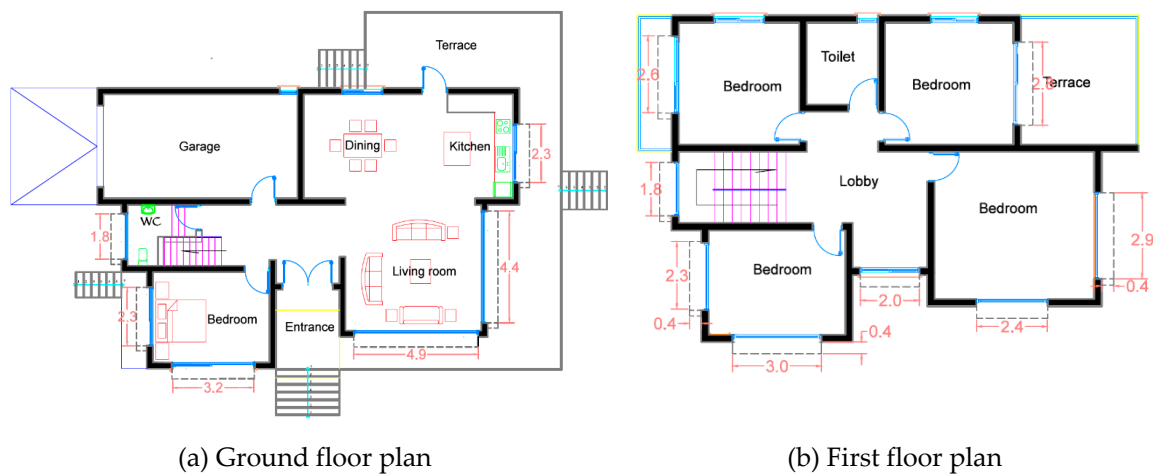 Terrace
Garage
Dining
Kitchen
2.3
WC
1.8
Living room
4.4
2.3
Bedroom
Entrance
4.9
3.2
(a) Ground floor plan
2.6
Bedroom
Toilet
Bedroom
2.8
Terrace
1.8
Lobby
Bedroom
2.9
2.3
Bedroom
0.4
2.0
0.4
0.4
2.4
3.0
(b) First floor plan